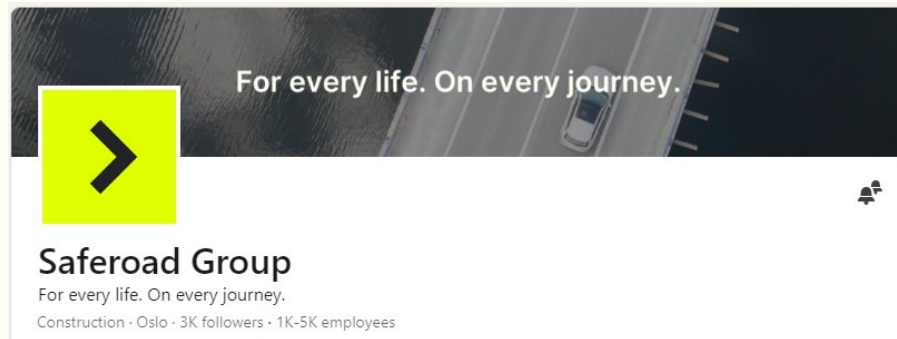 For every life. On every journey.
Saferoad Group
For every life. On every journey.
Construction · Oslo · 3K followers · 1K-5K employees